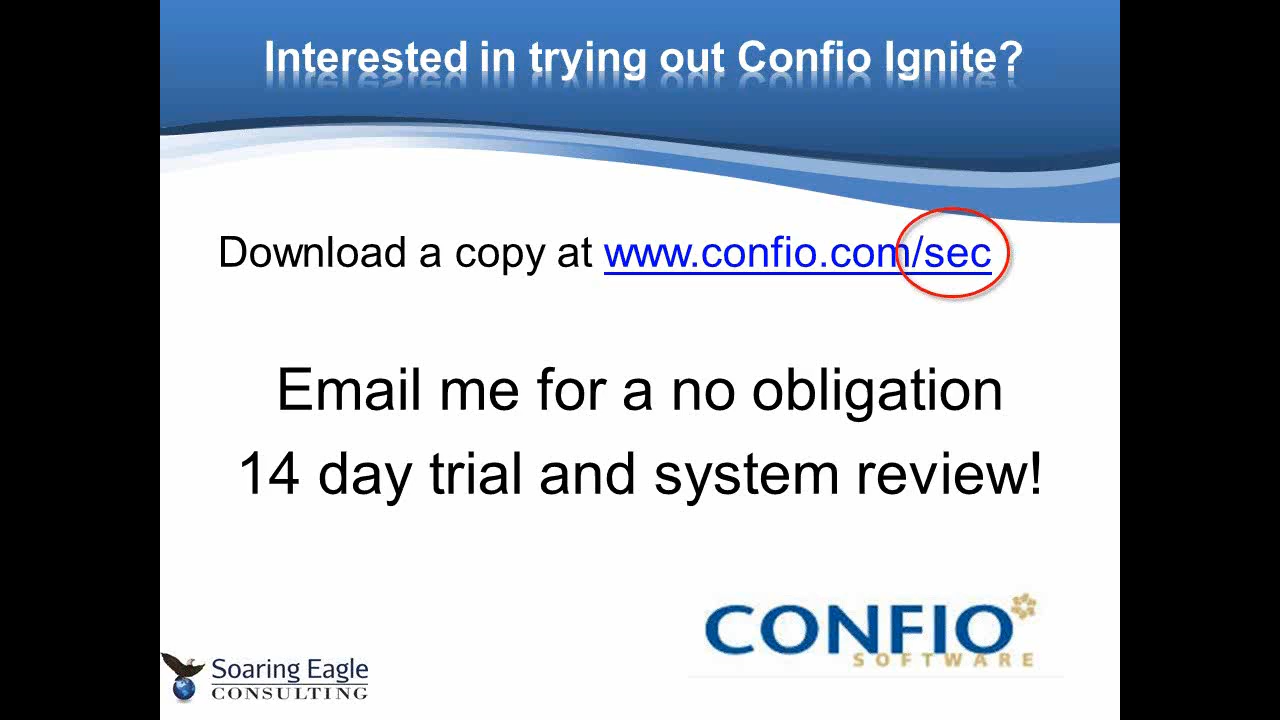 Interested in trying out Confio Ignite?
Download a copy at www.confio.com/sec
Email me for a no obligation
14 day trial and system review!
CONFIO
SOFTWARE
Soaring Eagle
CONSULTING